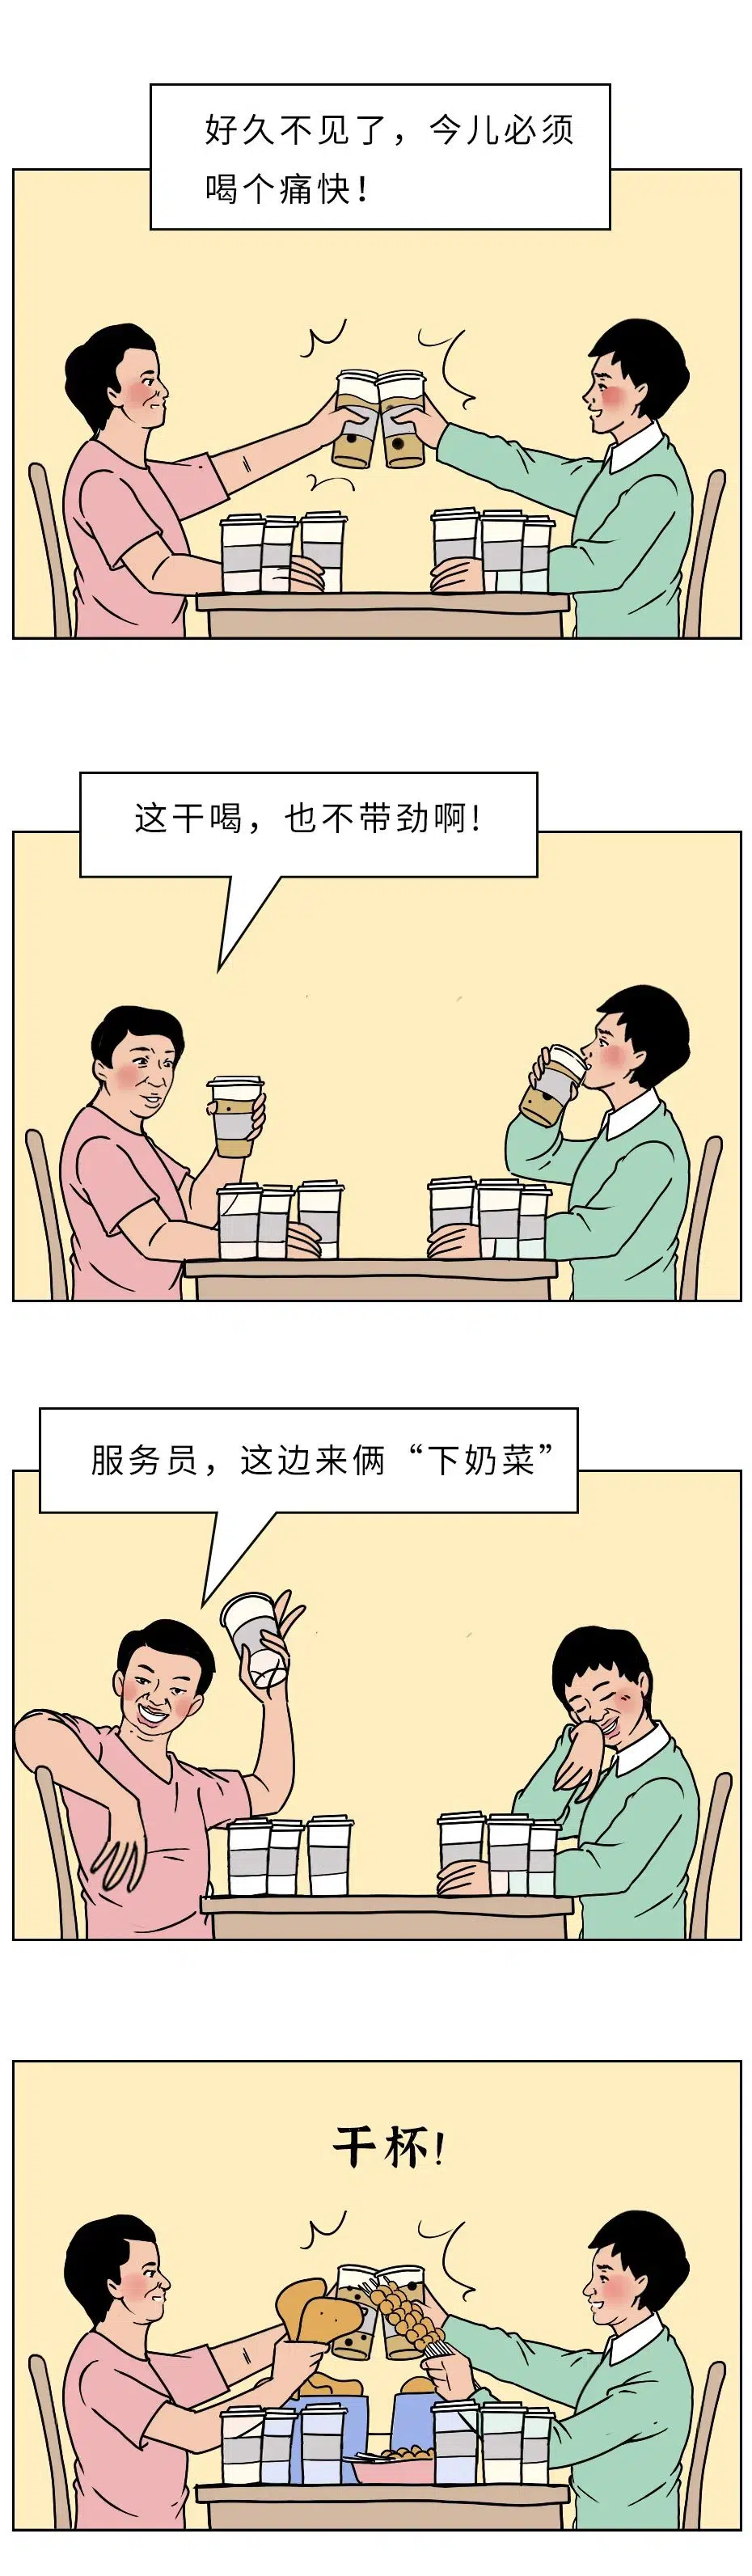 好久不见了，今儿必须
喝个痛快！
这干喝，也不带劲啊！
服务员，这边来俩“下奶菜”
干杯！